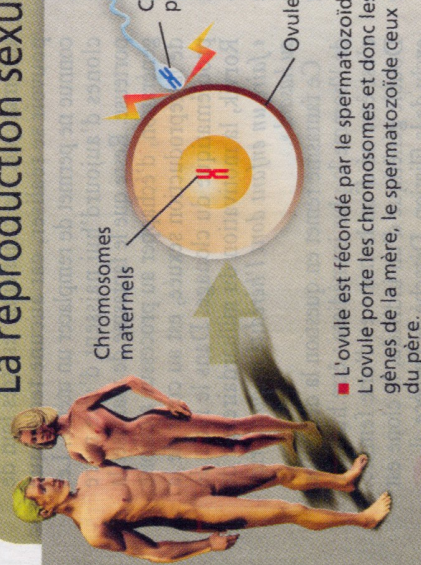 La reproduction sexu
Chromosomes
maternels
C
p
Ovule
■ L'ovule est fécondé par le spermatozoïd
L'ovule porte les chromosomes et donc les
gènes de la mère, le spermatozoïde ceux
du père.